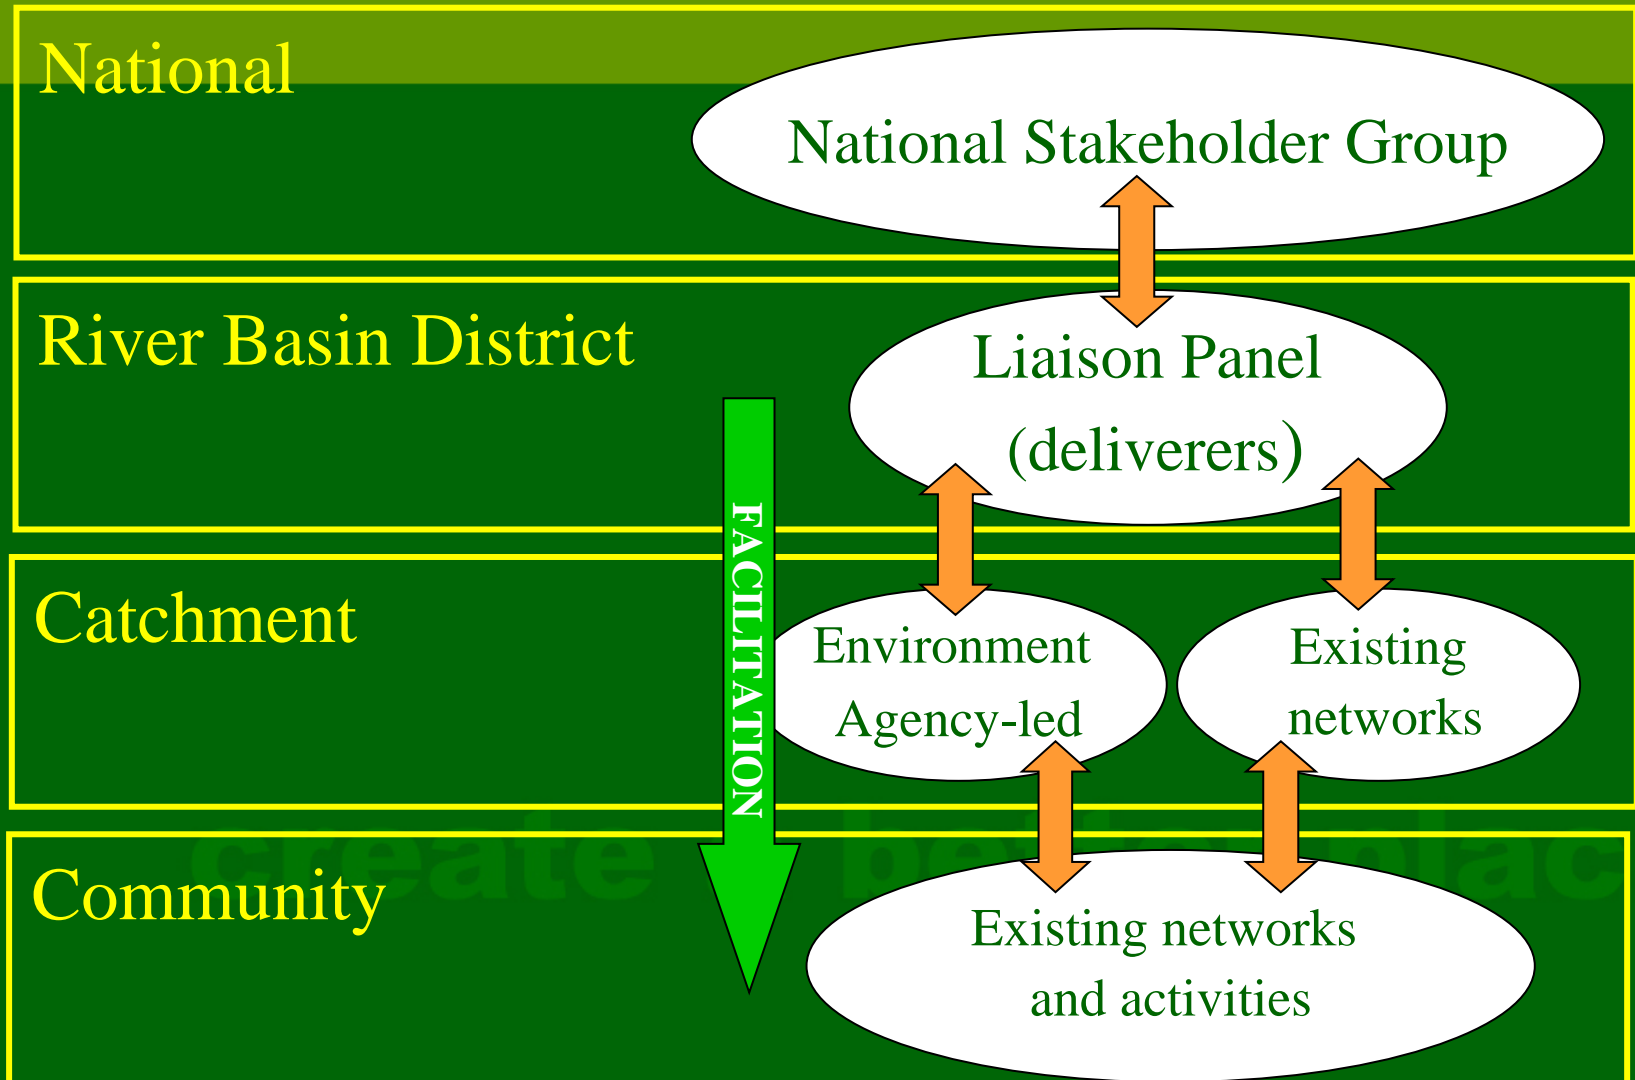 National
National Stakeholder Group
River Basin District
Liaison Panel
(deliverers)
FACILITATION
Catchment
Environment
Agency-led
Existing
networks
create
Community
Existing networks
and activities